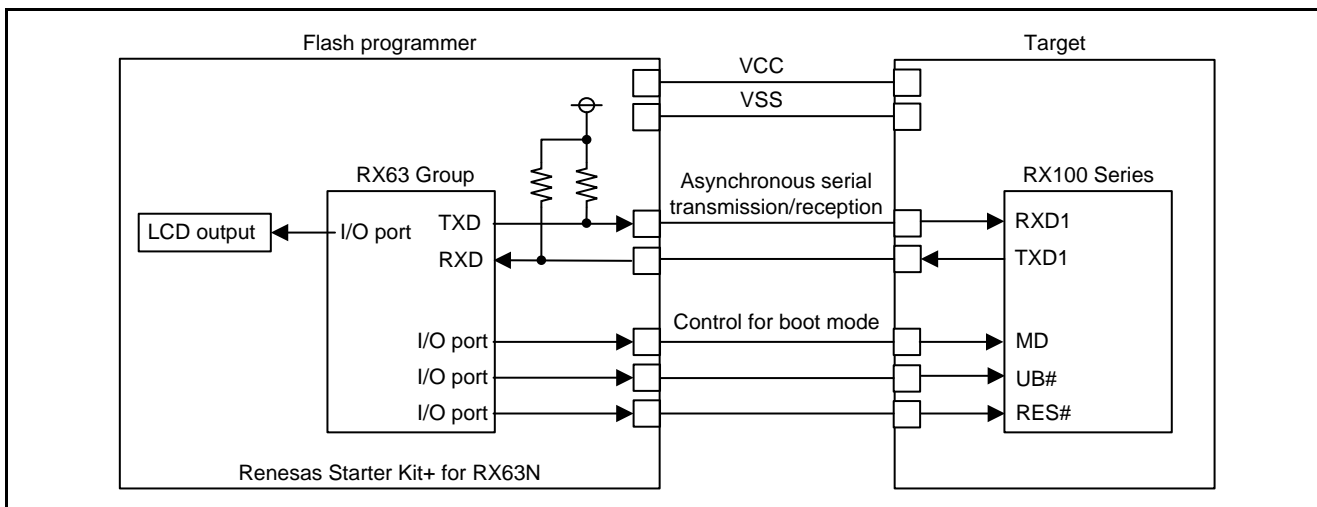 Flash programmer
Target
VCC
VSS
RX63 Group
Asynchronous serial
transmission/reception
RX100 Series
LCD output
I/O port
TXD
RXD1
RXD
TXD1
I/O port
Control for boot mode
MD
I/O port
UB#
I/O port
RES#
Renesas Starter Kit+ for RX63N